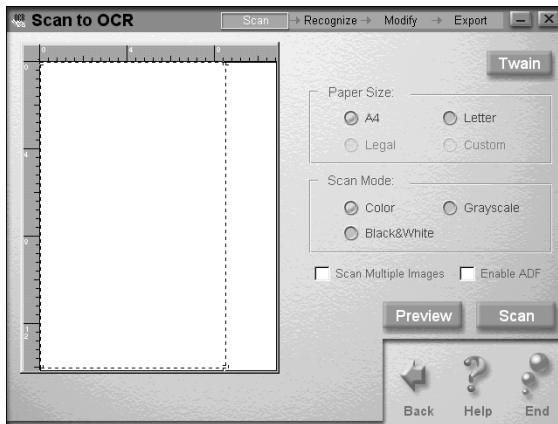 Scan to OCR
Scan → Recognize → Modify → Export
Twain
Paper Size:
A4 Letter
Legal Custom
Scan Mode:
Color Grayscale
Black&White
Scan Multiple Images Enable ADF
Preview Scan
Back Help End